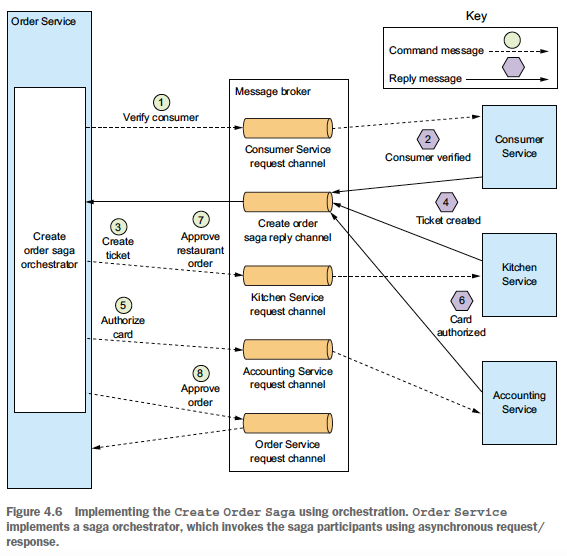 Order Service
Key
Command message
Reply message
Message broker
1
Verify consumer
Consumer Service
request channel
2
Consumer verified
Consumer
Service
Create order
saga reply channel
4
Ticket created
3
Create
ticket
7
Approve
restaurant
order
Create
order saga
orchestrator
Kitchen Service
request channel
Kitchen
Service
5
Authorize
card
6
Card
authorized
Accounting Service
request channel
8
Approve
order
Accounting
Service
Order Service
request channel
Figure 4.6 Implementing the Create Order Saga using orchestration. Order Service
implements a saga orchestrator, which invokes the saga participants using asynchronous request/
response.